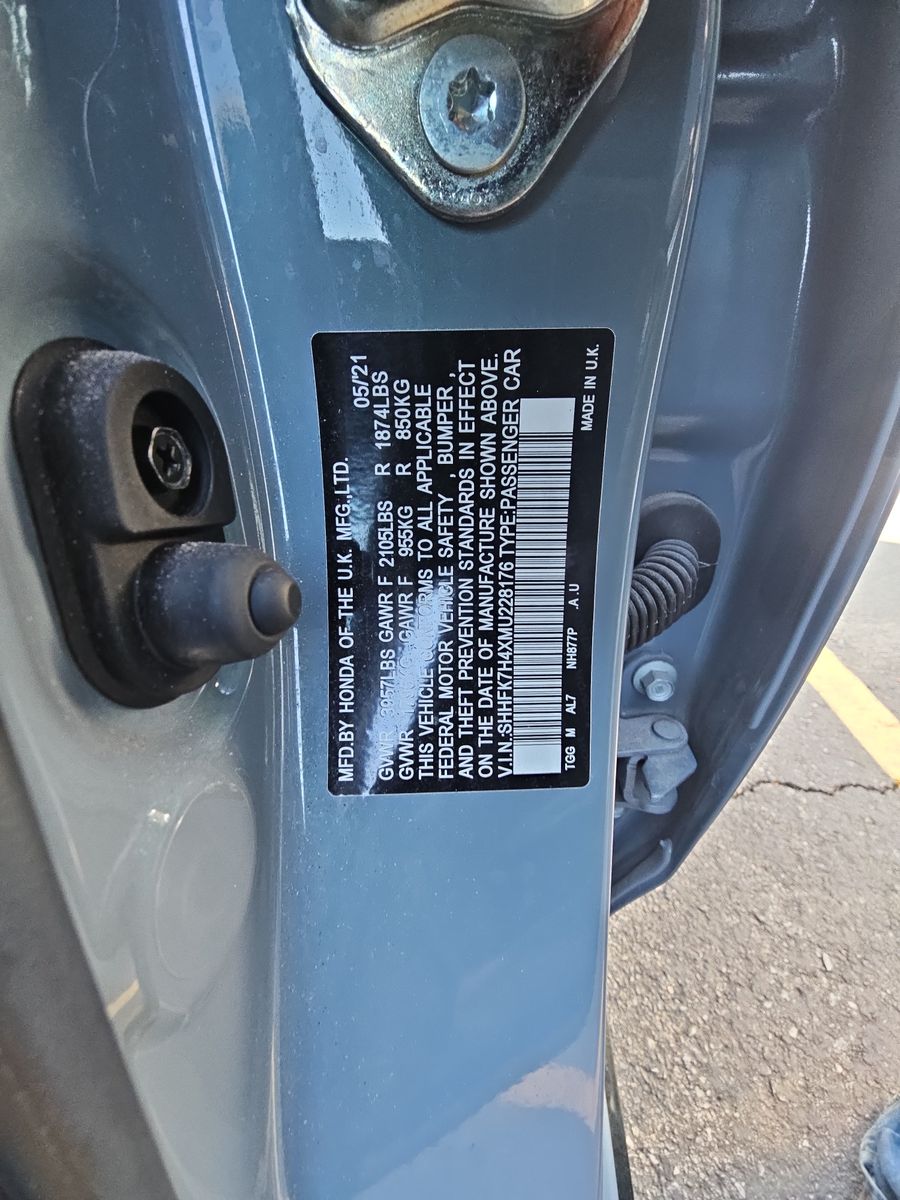 MFD.BY HONDA OF THE U.K. MFG.,LTD. 05/'21
GVWR 3957LBS GAWR F 2105LBS R 1874LBS
GVWR GAWR F 955KG R 850KG
THIS VEHICLE CONFORMS TO ALL APPLICABLE
FEDERAL MOTOR VEHICLE SAFETY , BUMPER ,
AND THEFT PREVENTION STANDARDS IN EFFECT
ON THE DATE OF MANUFACTURE SHOWN ABOVE.
V.I.N.:SHHFK7H4XMU228176 TYPE:PASSENGER CAR
TGG M AL7 NH877P .A .U MADE IN U.K.